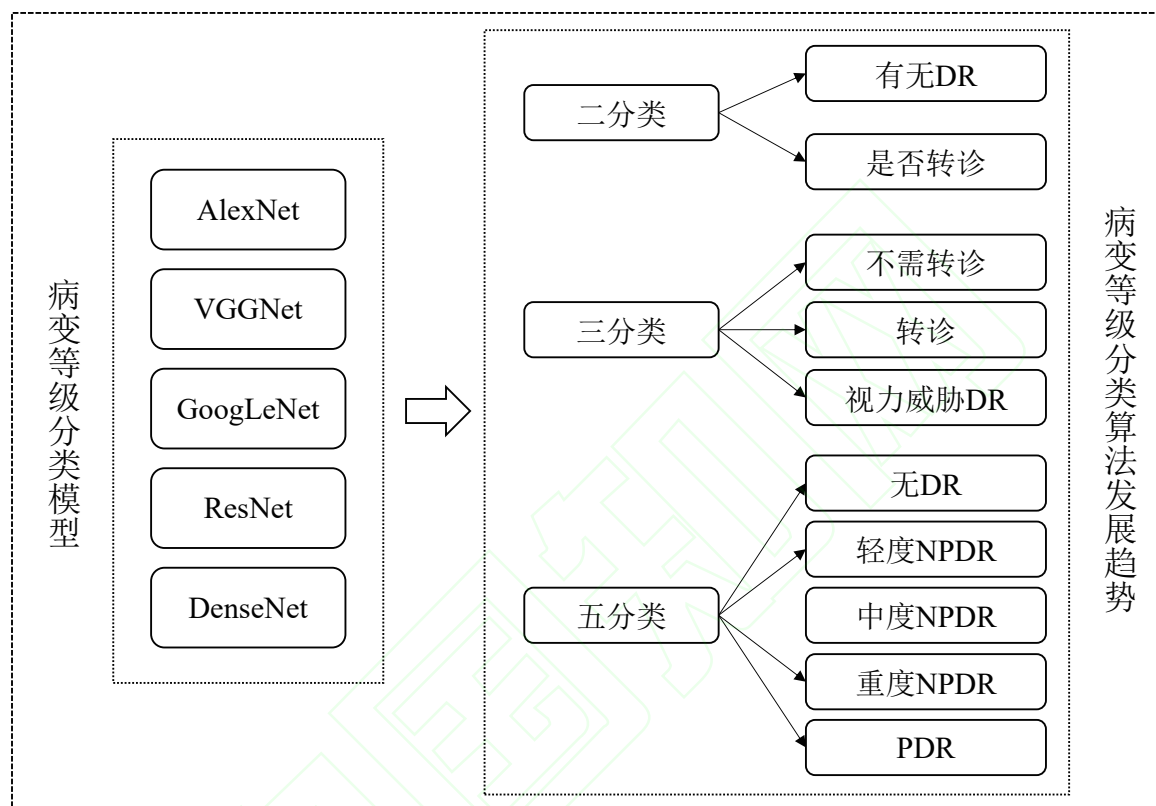 病变等级分类模型
AlexNet
VGGNet
GoogLeNet
ResNet
DenseNet
二分类
有无DR
是否转诊
三分类
不需转诊
转诊
视力威胁DR
五分类
无DR
轻度NPDR
中度NPDR
重度NPDR
PDR
病变等级分类算法发展趋势